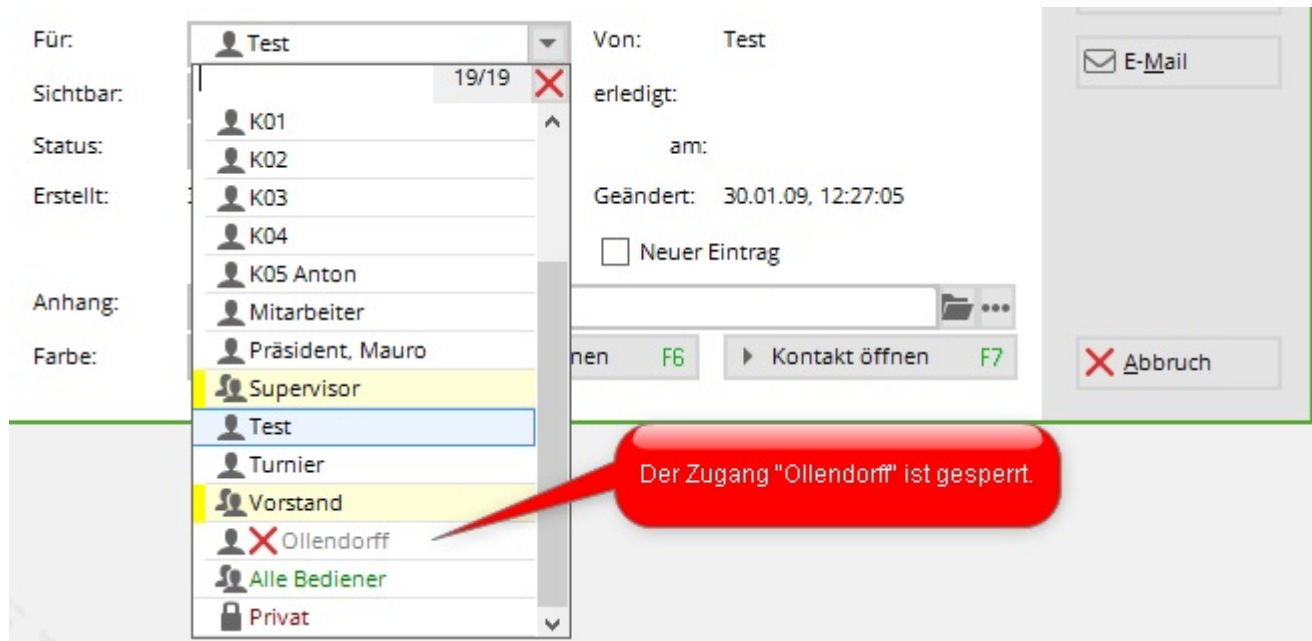 Für: Test Von: Test
E-Mail
19/19
Sichtbar: erledigt:
K01
Status: am:
K02
Erstellt: K03 Geändert: 30.01.09, 12:27:05
K04
Neuer Eintrag
K05 Anton
Anhang: Mitarbeiter
Farbe: Präsident, Mauro nen F6 Kontakt öffnen F7 Abbruch
Supervisor
Test
Turnier
Der Zugang "Ollendorff" ist gesperrt.
Vorstand
Ollendorff
Alle Bediener
Privat